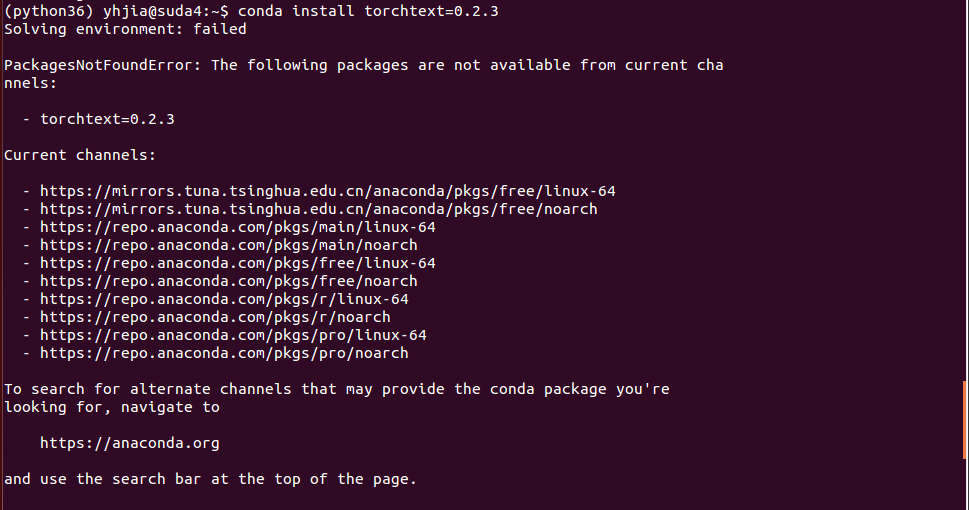 (python36) yhjia@suda4:~$ conda install torchtext=0.2.3
Solving environment: failed
PackagesNotFoundError: The following packages are not available from current cha
nnels:
- torchtext=0.2.3
Current channels:
- https://mirrors.tuna.tsinghua.edu.cn/anaconda/pkgs/free/linux-64
- https://mirrors.tuna.tsinghua.edu.cn/anaconda/pkgs/free/noarch
- https://repo.anaconda.com/pkgs/main/linux-64
- https://repo.anaconda.com/pkgs/main/noarch
- https://repo.anaconda.com/pkgs/free/linux-64
- https://repo.anaconda.com/pkgs/free/noarch
- https://repo.anaconda.com/pkgs/r/linux-64
- https://repo.anaconda.com/pkgs/r/noarch
- https://repo.anaconda.com/pkgs/pro/linux-64
- https://repo.anaconda.com/pkgs/pro/noarch
To search for alternate channels that may provide the conda package you're
looking for, navigate to
https://anaconda.org
and use the search bar at the top of the page.